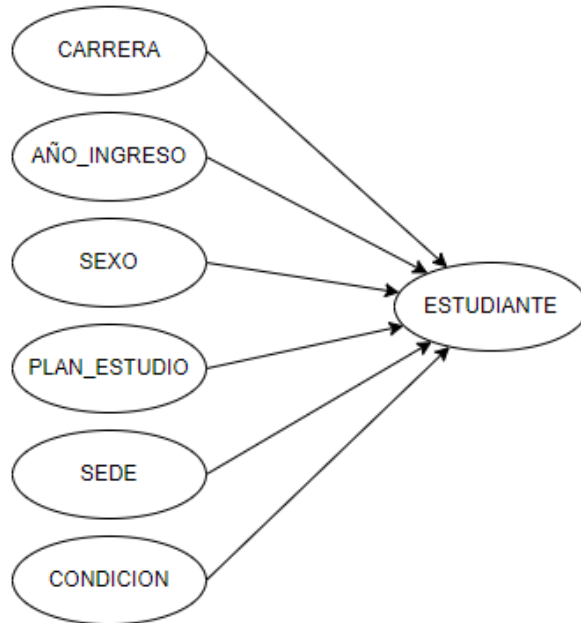 CARRERA
AÑO_INGRESO
SEXO
ESTUDIANTE
PLAN_ESTUDIO
SEDE
CONDICION